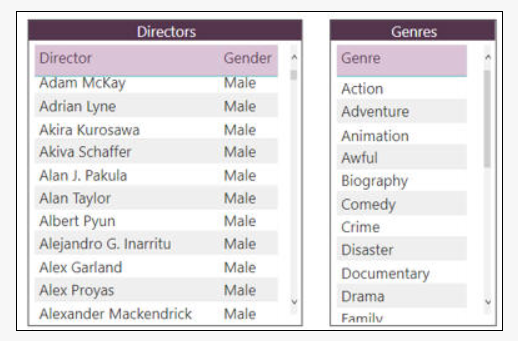 Directors
Director Gender
Adam McKay Male
Adrian Lyne Male
Akira Kurosawa Male
Akiva Schaffer Male
Alan J. Pakula Male
Alan Taylor Male
Albert Pyun Male
Alejandro G. Inarritu Male
Alex Garland Male
Alex Proyas Male
Alexander Mackendrick Male
Genres
Genre
Action
Adventure
Animation
Awful
Biography
Comedy
Crime
Disaster
Documentary
Drama
Family